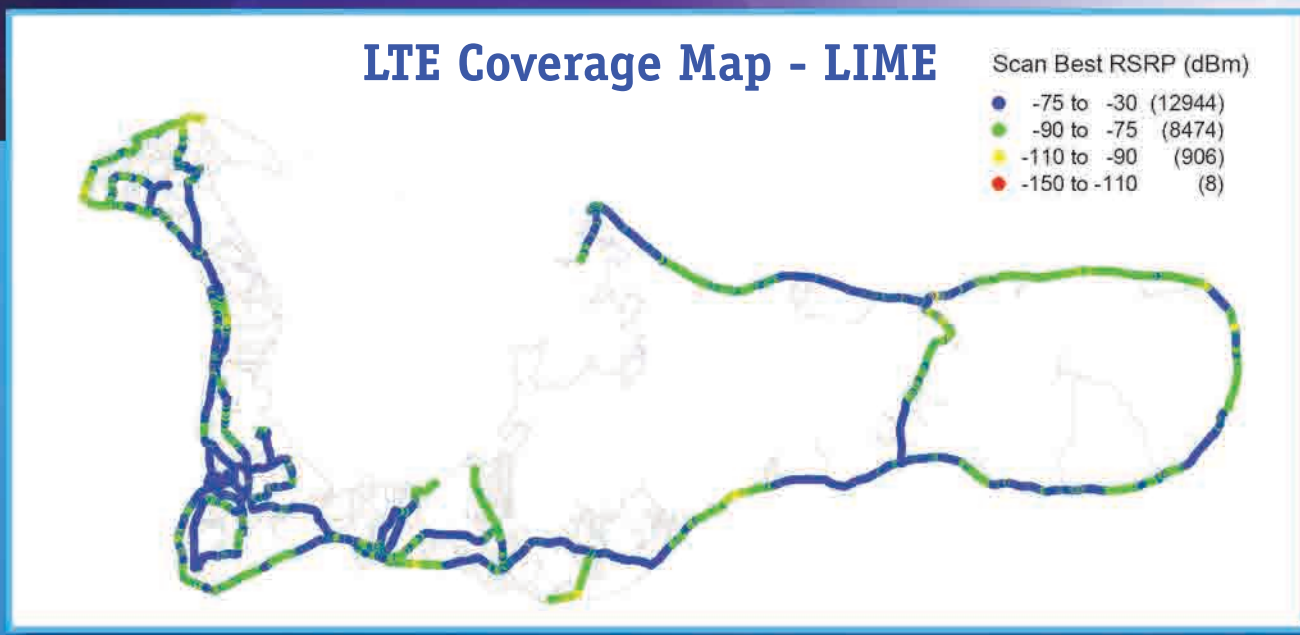 LTE Coverage Map - LIME
Scan Best RSRP (dBm)
-75 to -30 (12944)
-90 to -75 (8474)
-110 to -90 (906)
-150 to -110 (8)